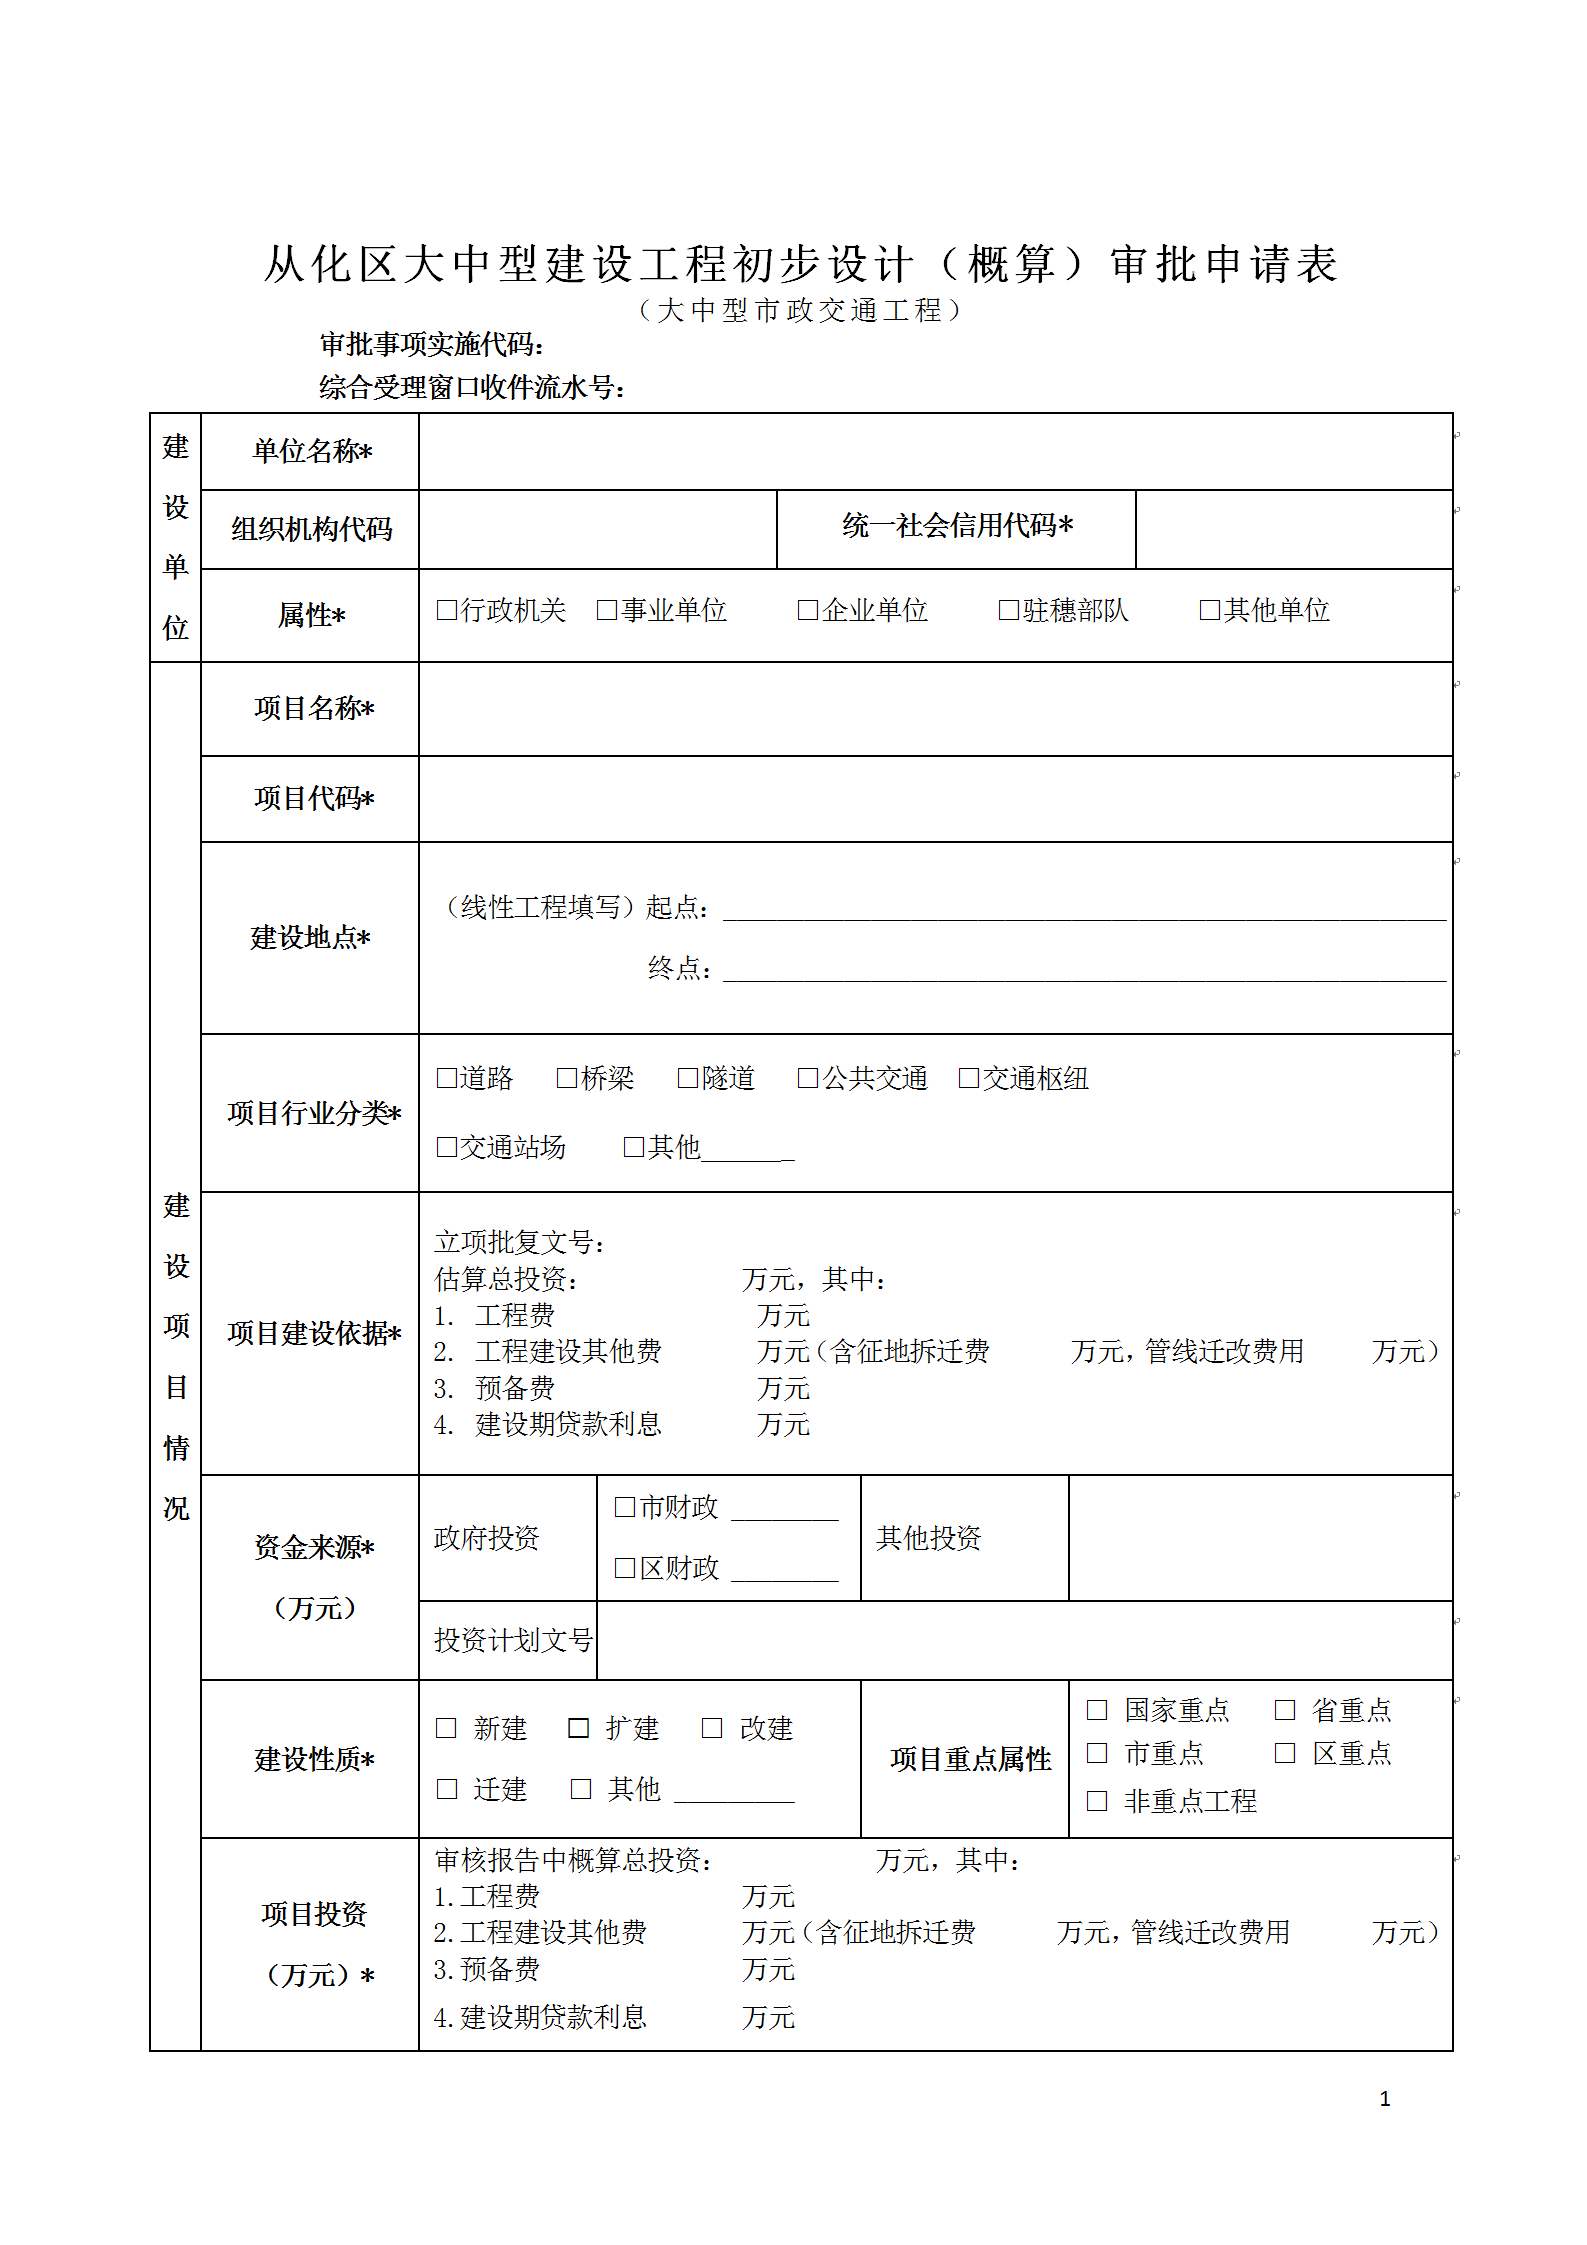 从化区大中型建设工程初步设计（概算）审批申请表
（大中型市政交通工程）
审批事项实施代码：
综合受理窗口收件流水号：
建设单位
单位名称*
组织机构代码 统一社会信用代码*
属性* □行政机关 □事业单位 □企业单位 □驻穗部队 □其他单位
建设项目情况
项目名称*
项目代码*
建设地点*
（线性工程填写）起点：______________________________________________________
终点：______________________________________________________
项目行业分类*
□道路 □桥梁 □隧道 □公共交通 □交通枢纽
□交通站场 □其他_______
项目建设依据*
立项批复文号：
估算总投资： 万元，其中：
1. 工程费 万元
2. 工程建设其他费 万元（含征地拆迁费 万元，管线迁改费用 万元）
3. 预备费 万元
4. 建设期贷款利息 万元
资金来源*
（万元）
政府投资
□市财政 ________
□区财政 ________
其他投资
投资计划文号
建设性质*
□ 新建 □ 扩建 □ 改建
□ 迁建 □ 其他 _________
项目重点属性
□ 国家重点 □ 省重点
□ 市重点 □ 区重点
□ 非重点工程
项目投资
（万元）*
审核报告中概算总投资： 万元，其中：
1.工程费 万元
2.工程建设其他费 万元（含征地拆迁费 万元，管线迁改费用 万元）
3.预备费 万元
4.建设期贷款利息 万元
1